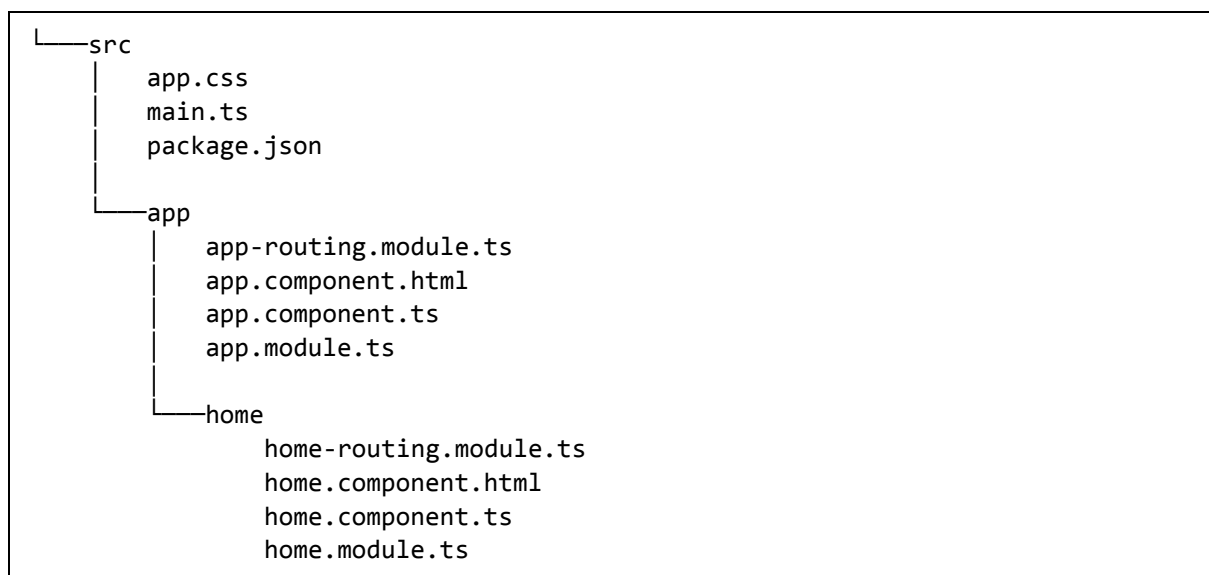 └───src
    │   app.css
    │   main.ts
    │   package.json
    │
    └───app
        │   app-routing.module.ts
        │   app.component.html
        │   app.component.ts
        │   app.module.ts
        │
        └───home
                home-routing.module.ts
                home.component.html
                home.component.ts
                home.module.ts